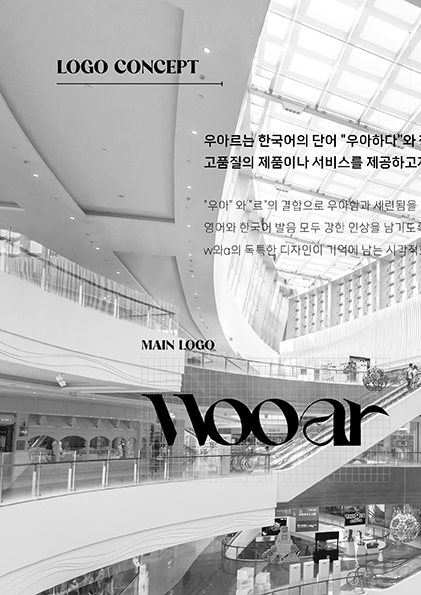 LOGO CONCEPT
우아르는 한국어의 단어 "우아하다"와
고품질의 제품이나 서비스를 제공하고
"우아" 와 "르"의 결합으로 우아함과 세련됨을
영어와 한국어 발음 모두 강한 인상을 남기도록
w와a의 독특한 디자인이 기억에 남는 시각적
MAIN LOGO
Wooar